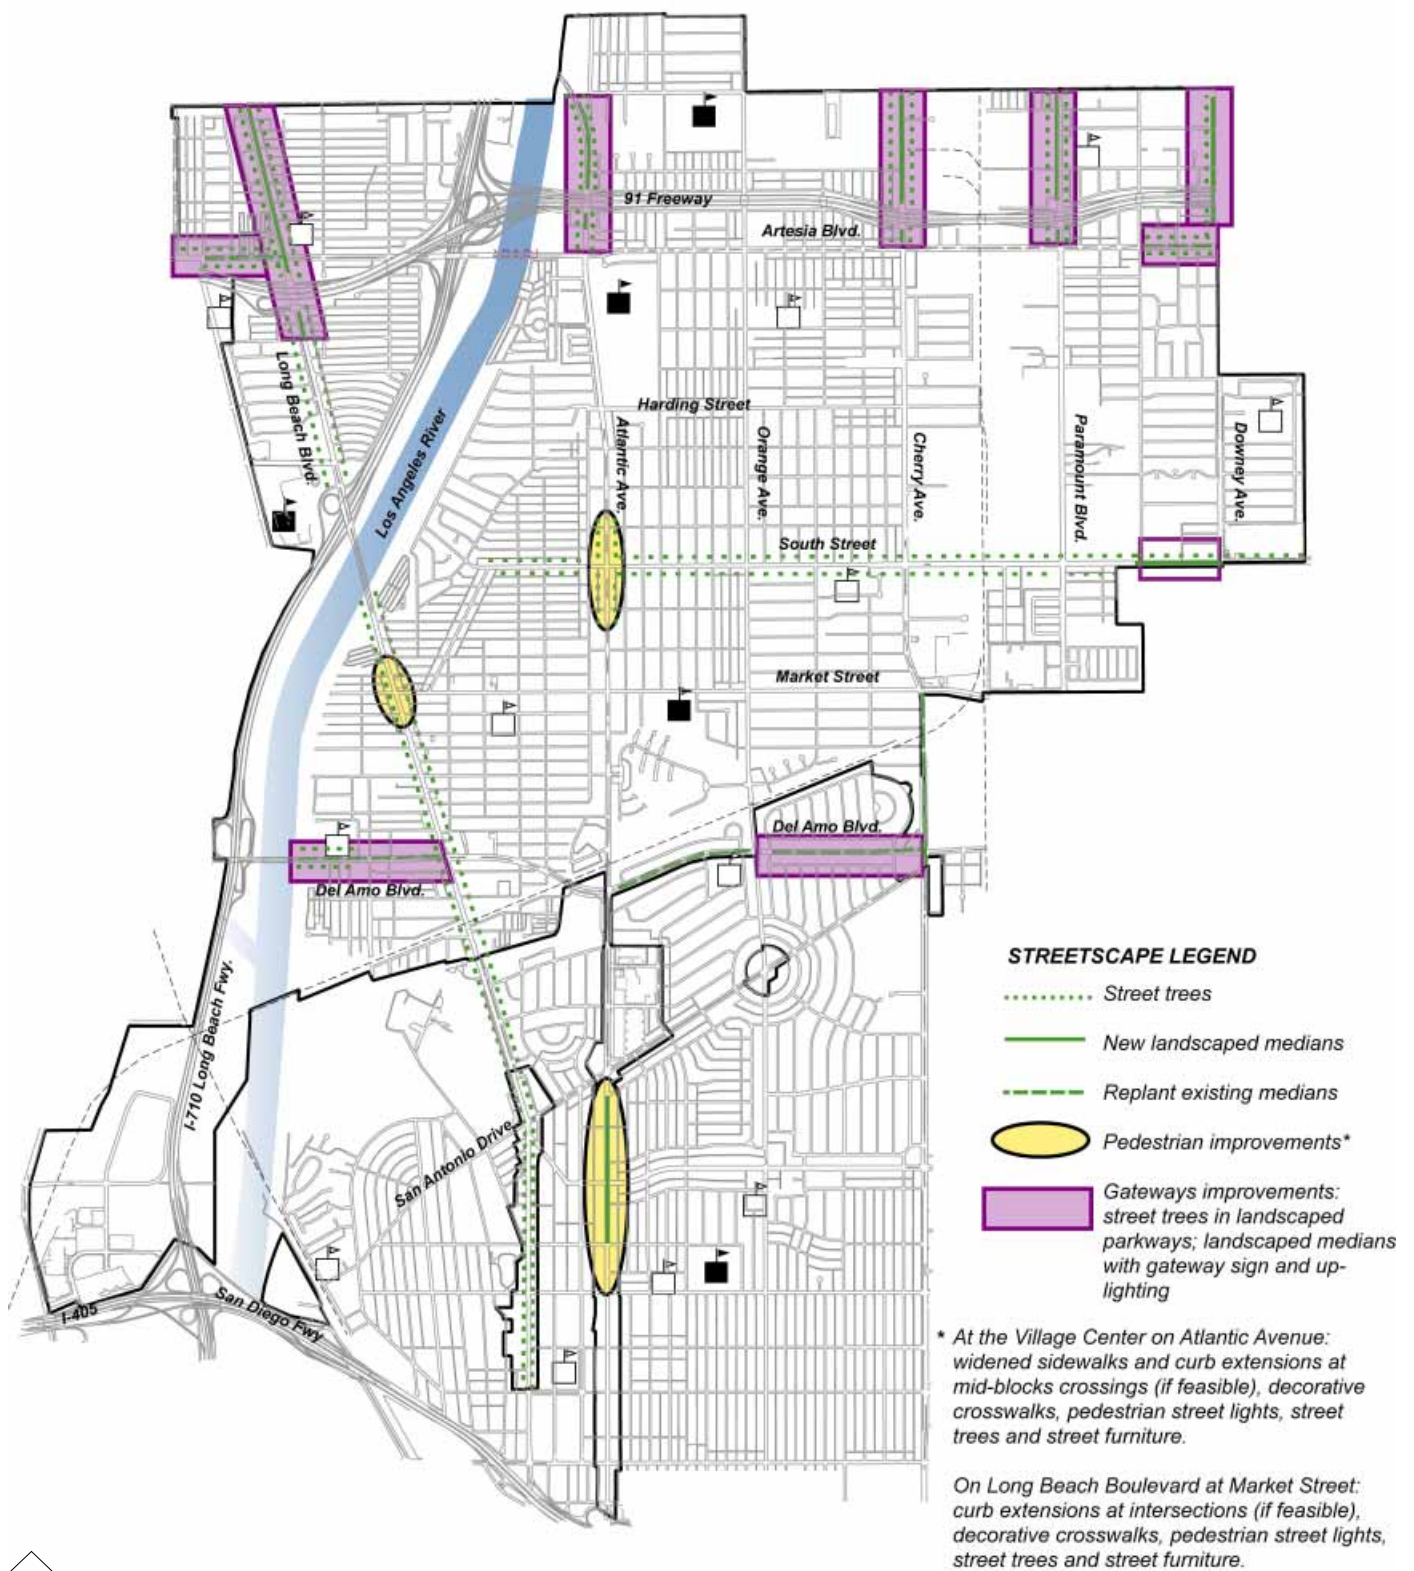 91 Freeway
Artesia Blvd.
Long Beach Blvd.
Los Angeles River
Harding Street
Atlantic Ave.
Orange Ave.
Cherry Ave.
Paramount Blvd.
Downey Ave.
South Street
Market Street
Del Amo Blvd.
Del Amo Blvd.
I-710 Long Beach Fwy.
San Antonio Drive
I-405
San Diego Fwy
STREETSCAPE LEGEND
Street trees
New landscaped medians
Replant existing medians
Pedestrian improvements*
Gateways improvements:
street trees in landscaped
parkways; landscaped medians
with gateway sign and up-
lighting
* At the Village Center on Atlantic Avenue:
widened sidewalks and curb extensions at
mid-blocks crossings (if feasible), decorative
crosswalks, pedestrian street lights, street
trees and street furniture.
On Long Beach Boulevard at Market Street:
curb extensions at intersections (if feasible),
decorative crosswalks, pedestrian street lights,
street trees and street furniture.